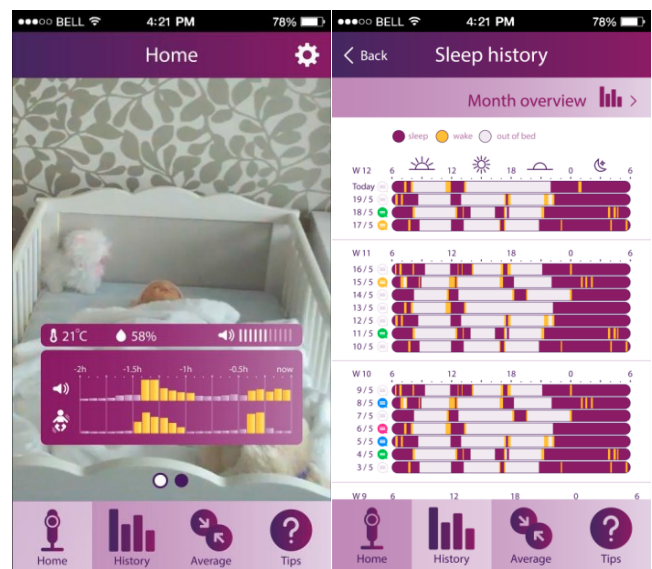 BELL 4:21 PM 78%
Home
21°C 58%
-2h -1.5h -1h -0.5h now
Home History Average Tips
BELL 4:21 PM 78%
Back Sleep history
Month overview
sleep wake out of bed
W 12 6 12 18 0 6
Today
19 / 5
18 / 5
17 / 5
W 11 6 12 18 0 6
16 / 5
15 / 5
14 / 5
13 / 5
12 / 5
11 / 5
10 / 5
W 10 6 12 18 0 6
9 / 5
8 / 5
7 / 5
6 / 5
5 / 5
4 / 5
3 / 5
W 9 6 12 18 0 6
Home History Average Tips